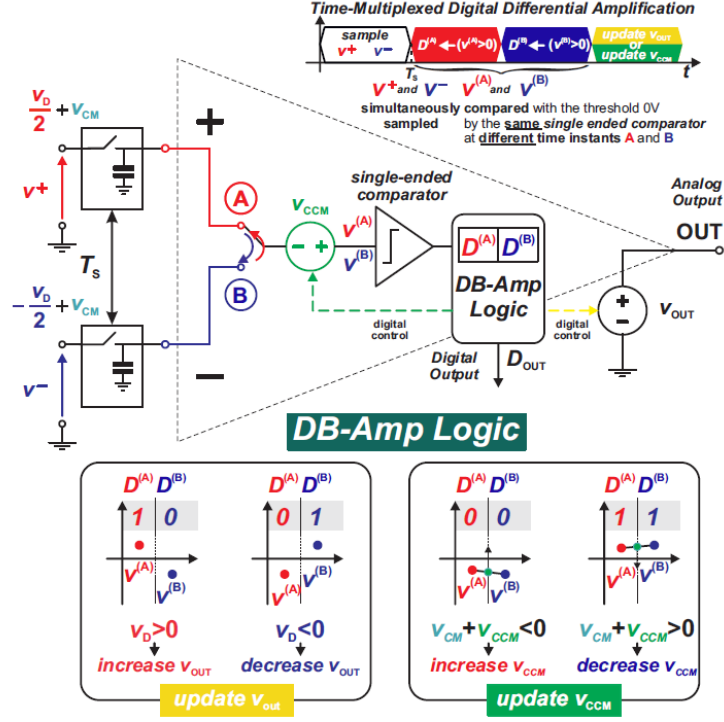 Time-Multiplexed Digital Differential Amplification
sample
v+ v−
D(A)←(v(A)>0)
D(B)←(v(B)>0)
update vOUT
or
update vCCM
TS
t
v+ and v− v(A) and v(B)
simultaneously compared with the threshold 0V
sampled by the same single ended comparator
at different time instants A and B
vD/2 + vCM
v+
TS
−vD/2 + vCM
v−
+
−
A
B
vCCM
− +
v(A)
v(B)
single-ended
comparator
D(A) D(B)
DB-Amp
Logic
digital
control
digital
control
Digital
Output
DOUT
Analog
Output
OUT
+
−
vOUT
DB-Amp Logic
D(A) D(B)
1 0
v(A)
v(B)
vD>0
increase vOUT
D(A) D(B)
0 1
v(A)
v(B)
vD<0
decrease vOUT
update vout
D(A) D(B)
0 0
v(A)
v(B)
vCM+vCCM<0
increase vCCM
D(A) D(B)
1 1
v(A)
v(B)
vCM+vCCM>0
decrease vCCM
update vCCM